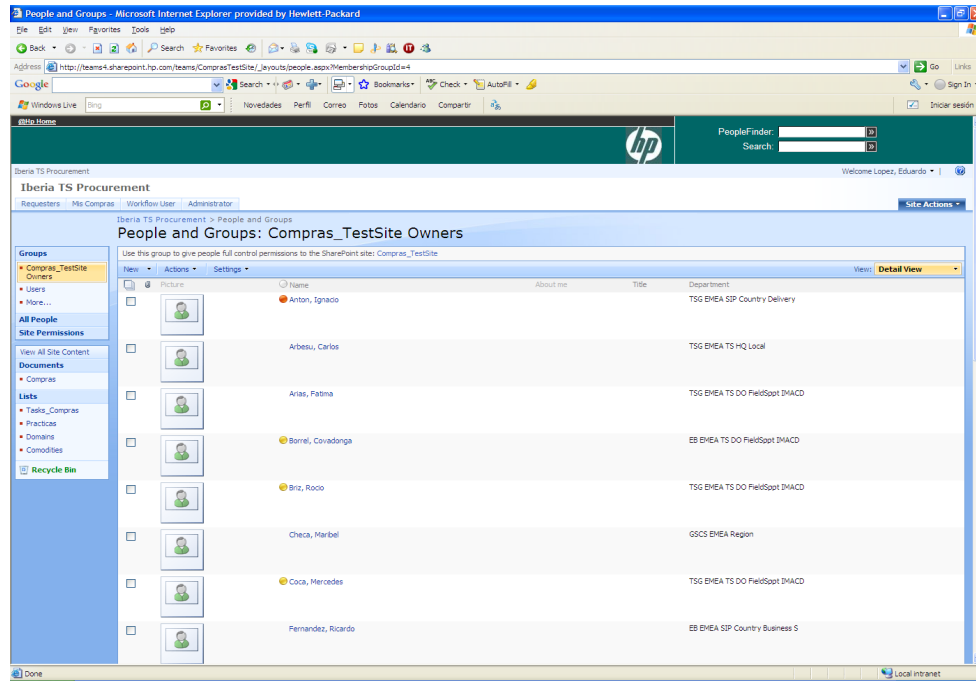 People and Groups - Microsoft Internet Explorer provided by Hewlett-Packard
File Edit View Favorites Tools Help
Back Search Favorites
Address http://teams4.sharepoint.hp.com/teams/ComprasTestSite/_layouts/people.aspx?MembershipGroupId=4 Go Links
Google Search Bookmarks Check AutoFill Sign In
Windows Live Bing Novedades Perfil Correo Fotos Calendario Compartir Iniciar sesión
@Hp Home
hp
PeopleFinder:
Search:
Iberia TS Procurement Welcome Lopez, Eduardo
Iberia TS Procurement
Requesters Mis Compras Workflow User Administrator Site Actions
Iberia TS Procurement > People and Groups
People and Groups: Compras_TestSite Owners
Groups
Compras_TestSite Owners
Users
More...
All People
Site Permissions
View All Site Content
Documents
Compras
Lists
Tasks_Compras
Practicas
Domains
Comodities
Recycle Bin
Use this group to give people full control permissions to the SharePoint site: Compras_TestSite
New Actions Settings View: Detail View
Picture Name About me Title Department
Anton, Ignacio TSG EMEA SIP Country Delivery
Arbesu, Carlos TSG EMEA TS HQ Local
Arias, Fatima TSG EMEA TS DO FieldSppt IMACD
Borrel, Covadonga EB EMEA TS DO FieldSppt IMACD
Briz, Rocio TSG EMEA TS DO FieldSppt IMACD
Checa, Maribel GSCS EMEA Region
Coca, Mercedes TSG EMEA TS DO FieldSppt IMACD
Fernandez, Ricardo EB EMEA SIP Country Business S
Done Local intranet